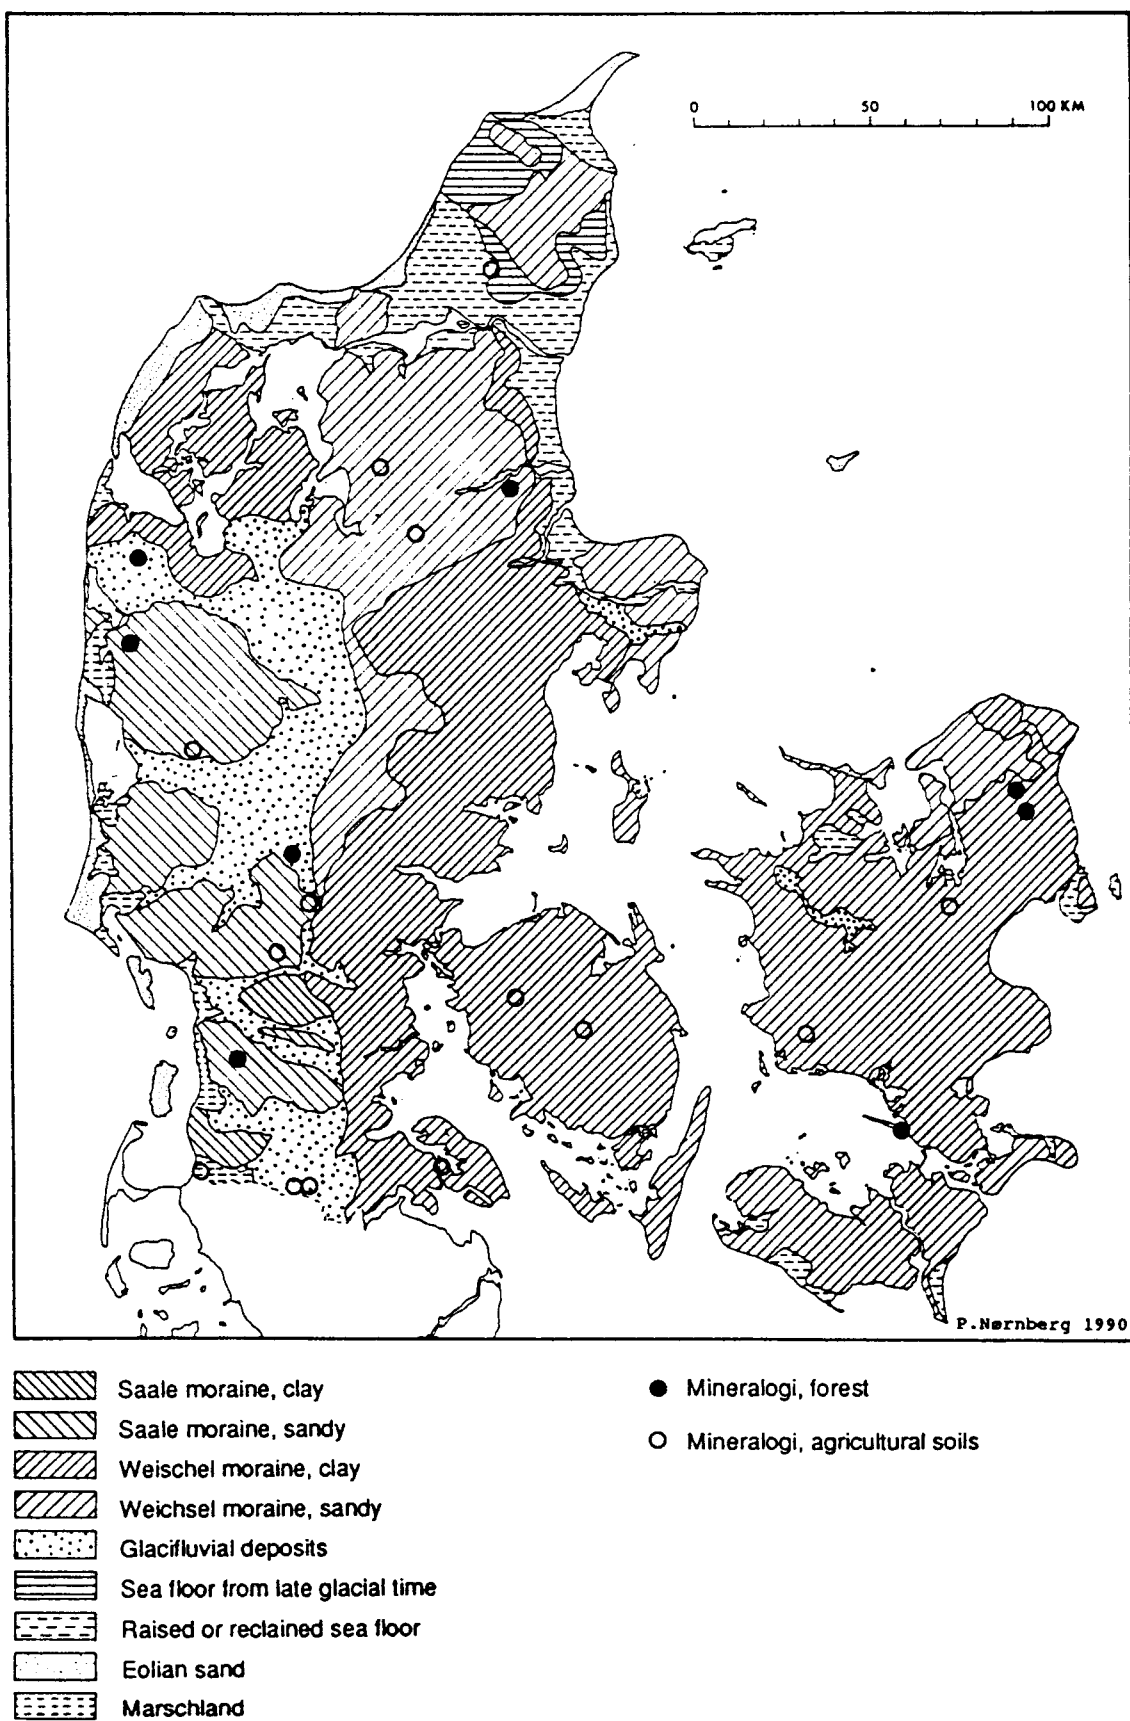 0 50 100 KM
P.Nørnberg 1990
Saale moraine, clay
Saale moraine, sandy
Weischel moraine, clay
Weichsel moraine, sandy
Glacifluvial deposits
Sea floor from late glacial time
Raised or reclained sea floor
Eolian sand
Marschland
Mineralogi, forest
Mineralogi, agricultural soils